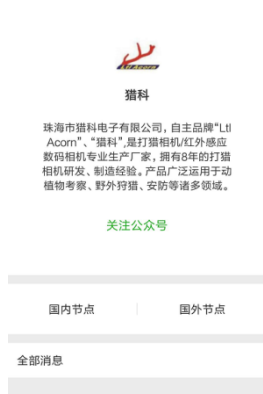 Ltl Acorn
猎科
珠海市猎科电子有限公司，自主品牌“Ltl
Acorn”、“猎科”,是打猎相机/红外感应
数码相机专业生产厂家，拥有8年的打猎
相机研发、制造经验。产品广泛运用于动
植物考察、野外狩猎、安防等诸多领域。
关注公众号
国内节点 国外节点
全部消息